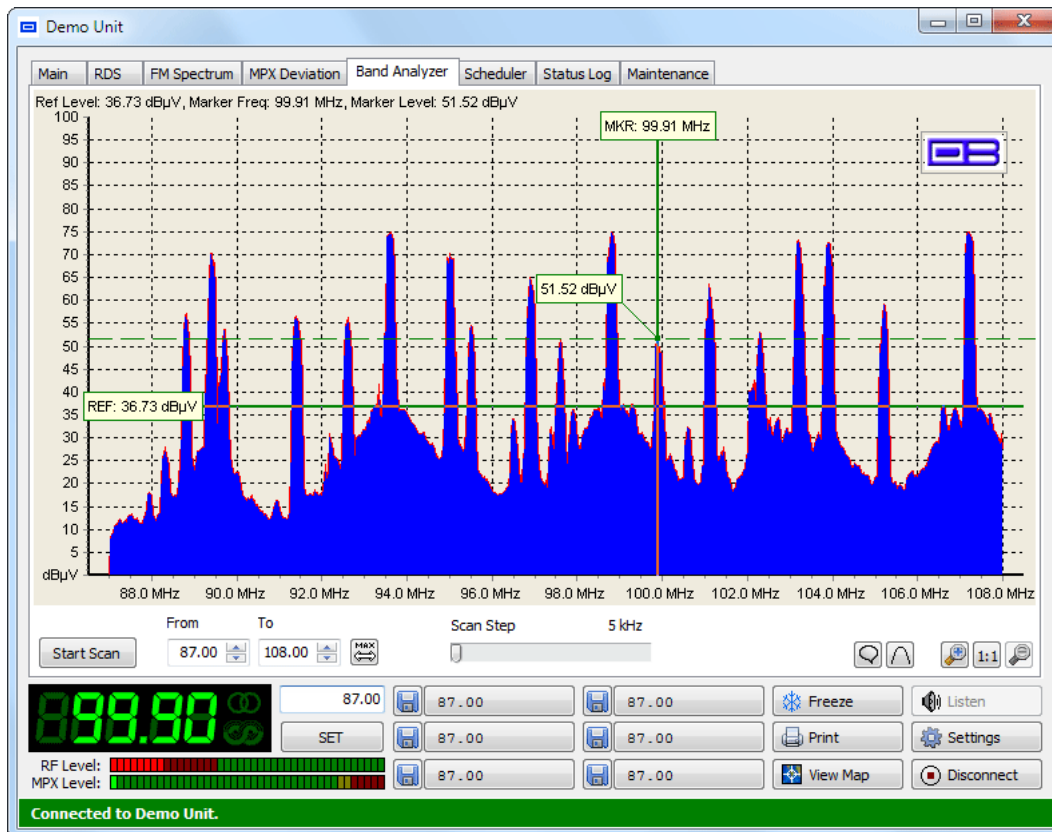 Demo Unit
Main RDS FM Spectrum MPX Deviation Band Analyzer Scheduler Status Log Maintenance
Ref Level: 36.73 dBµV, Marker Freq: 99.91 MHz, Marker Level: 51.52 dBµV
100
MKR: 99.91 MHz
95
90
85
80
75
70
65
60
51.52 dBµV
55
50
45
40
REF: 36.73 dBµV
35
30
25
20
15
10
5
dBµV
88.0 MHz 90.0 MHz 92.0 MHz 94.0 MHz 96.0 MHz 98.0 MHz 100.0 MHz 102.0 MHz 104.0 MHz 106.0 MHz 108.0 MHz
From To Scan Step 5 kHz
Start Scan 87.00 108.00 MAX 1:1
99.90 87.00 87.00 87.00 Freeze Listen
SET 87.00 87.00 Print Settings
RF Level:
MPX Level: 87.00 87.00 View Map Disconnect
Connected to Demo Unit.